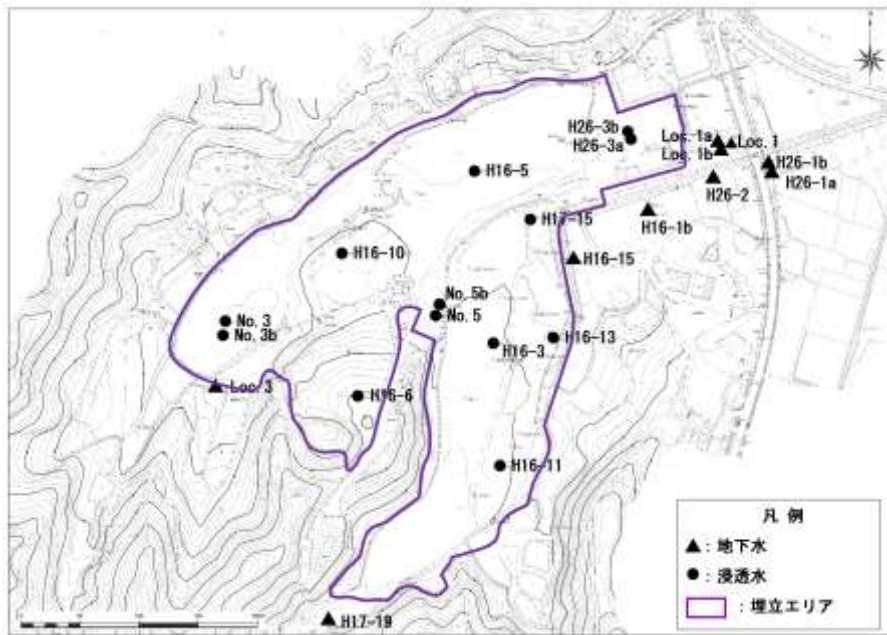 H26-3b
H26-3a
Loc. 1a
Loc. 1
Loc. 1b
H26-1b
H26-1a
H26-2
H16-5
H17-15
H16-1b
H16-15
H16-10
No. 5b
No. 5
No. 3
No. 3b
H16-3
H16-13
Loc. 3
H16-6
H16-11
H17-19
凡 例
▲: 地下水
●: 浸透水
: 埋立エリア